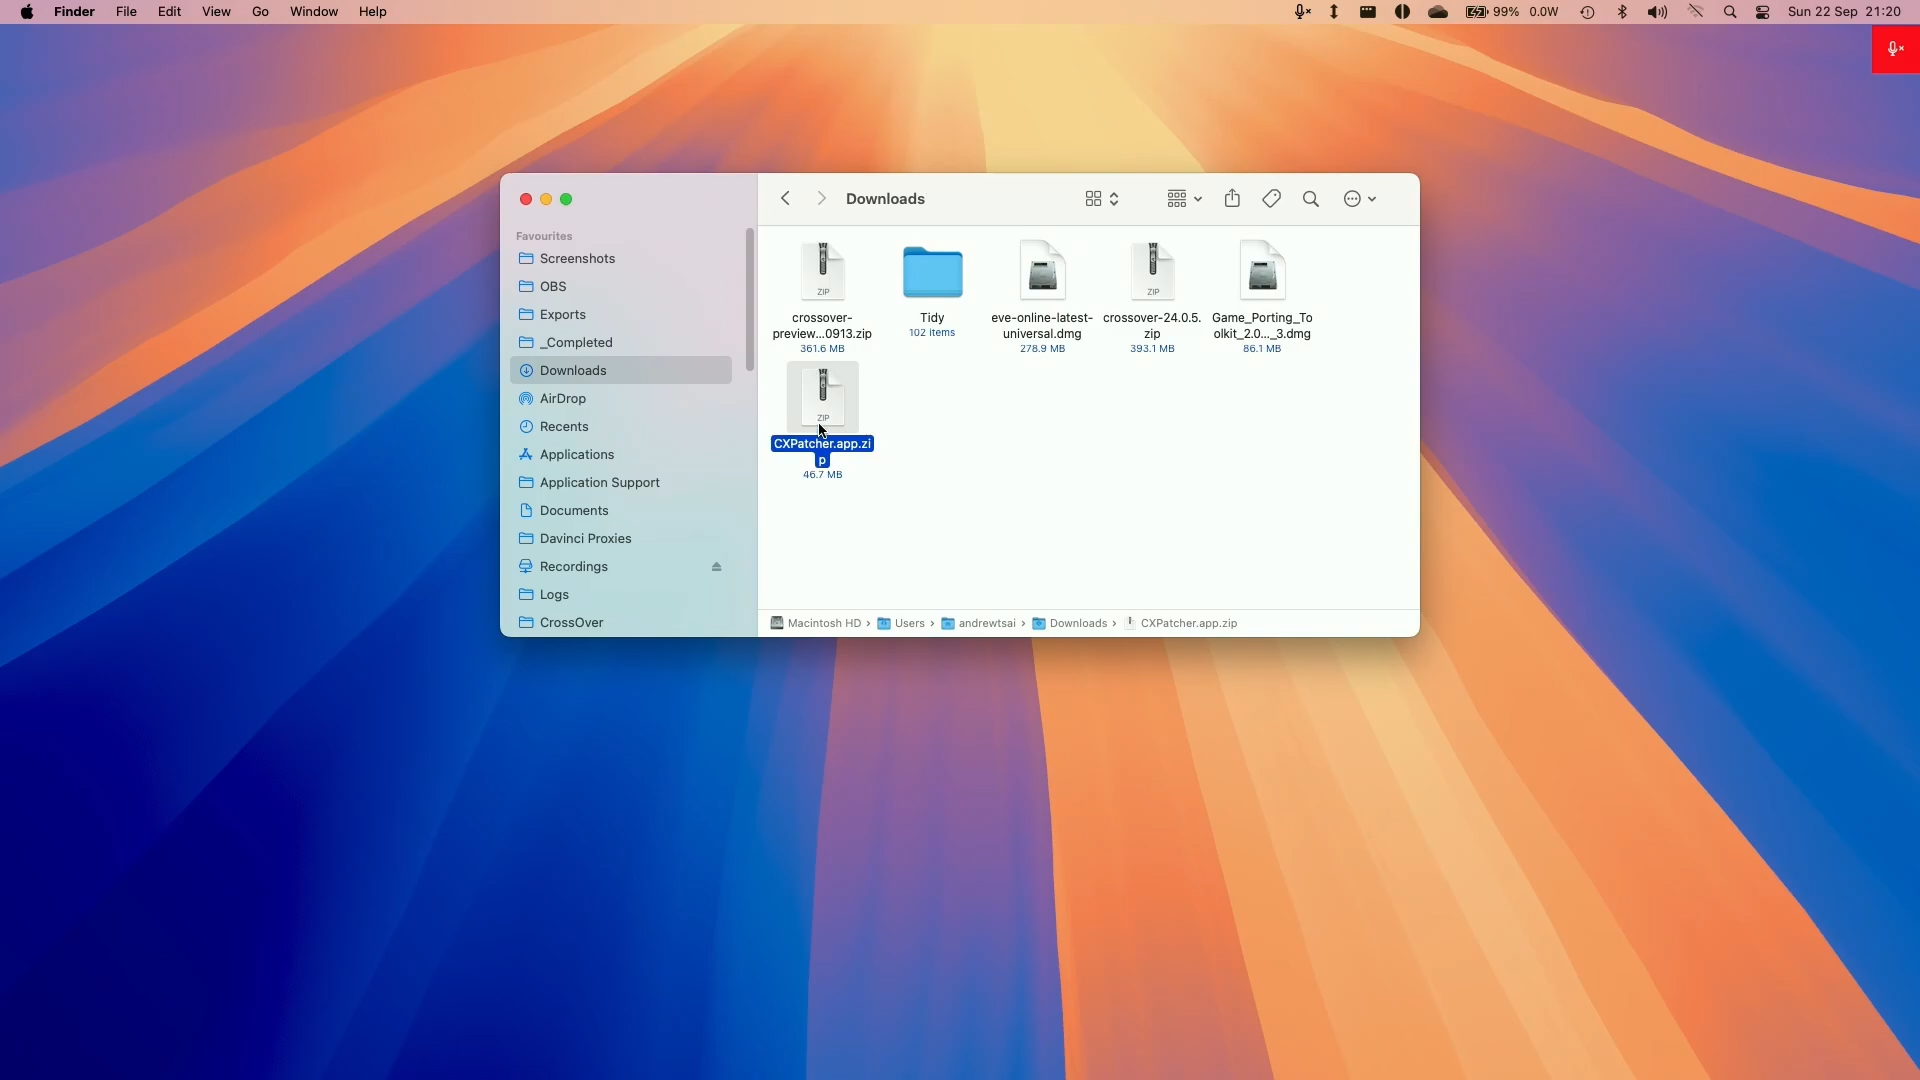 Finder File Edit View Go Window Help 99% 0.0W Sun 22 Sep 21:20
Downloads
Favourites
Screenshots
OBS
Exports
_Completed
Downloads
AirDrop
Recents
Applications
Application Support
Documents
Davinci Proxies
Recordings
Logs
CrossOver
ZIP
crossover-
preview...0913.zip
361.6 MB
Tidy
102 items
eve-online-latest-
universal.dmg
278.9 MB
ZIP
crossover-24.0.5.
zip
393.1 MB
Game_Porting_To
olkit_2.0..._3.dmg
86.1 MB
ZIP
CXPatcher.app.zi
p
46.7 MB
Macintosh HD › Users › andrewtsai › Downloads › CXPatcher.app.zip